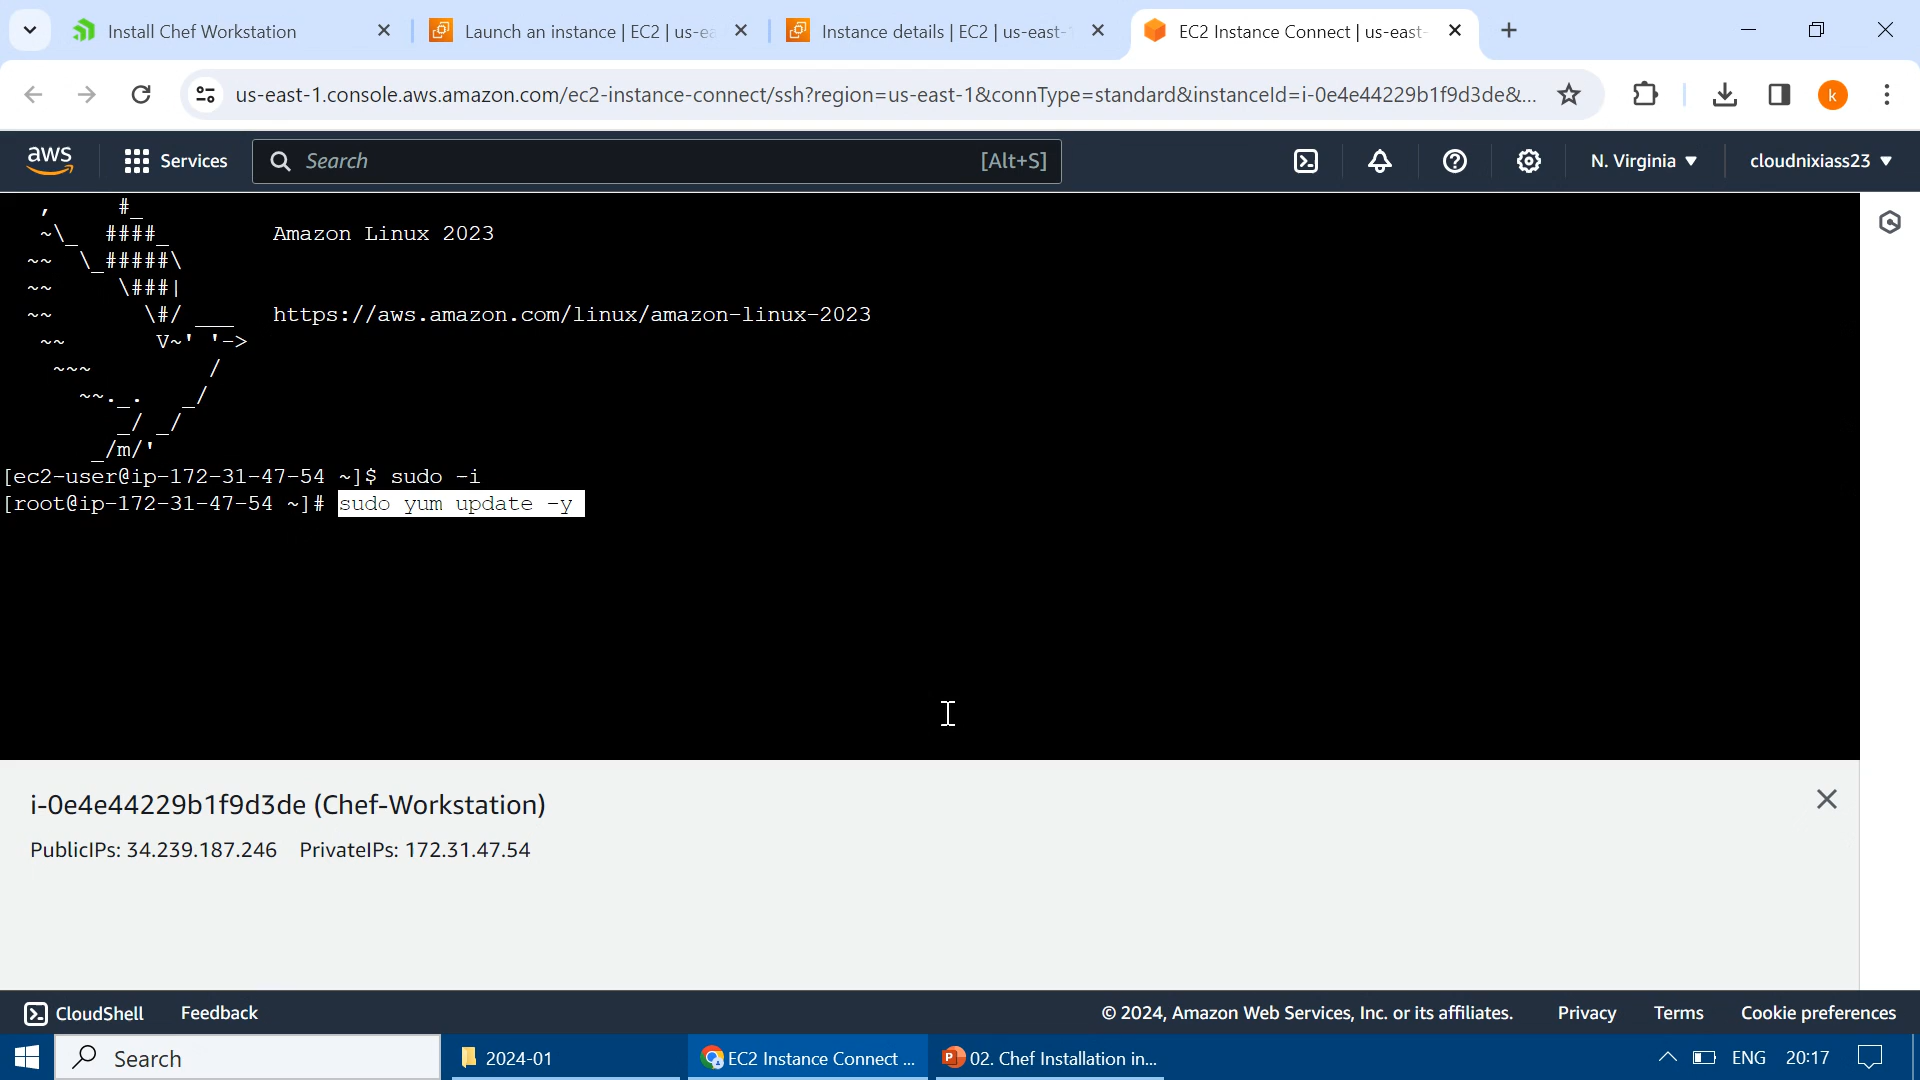 Install Chef Workstation
Launch an instance | EC2 | us-ea
Instance details | EC2 | us-east-1
EC2 Instance Connect | us-east-
us-east-1.console.aws.amazon.com/ec2-instance-connect/ssh?region=us-east-1&connType=standard&instanceId=i-0e4e44229b1f9d3de&...
k
aws
Services
Search
[Alt+S]
N. Virginia ▼
cloudnixiass23 ▼
   ,     #_
   ~\_  ####_        Amazon Linux 2023
  ~~  \_#####\
  ~~     \###|
  ~~       \#/ ___   https://aws.amazon.com/linux/amazon-linux-2023
   ~~       V~' '->
    ~~~         /
      ~~._.   _/
         _/ _/
       _/m/'
[ec2-user@ip-172-31-47-54 ~]$ sudo -i
[root@ip-172-31-47-54 ~]# sudo yum update -y
i-0e4e44229b1f9d3de (Chef-Workstation)
PublicIPs: 34.239.187.246 PrivateIPs: 172.31.47.54
CloudShell
Feedback
© 2024, Amazon Web Services, Inc. or its affiliates.
Privacy
Terms
Cookie preferences
Search
2024-01
EC2 Instance Connect ...
02. Chef Installation in...
ENG
20:17